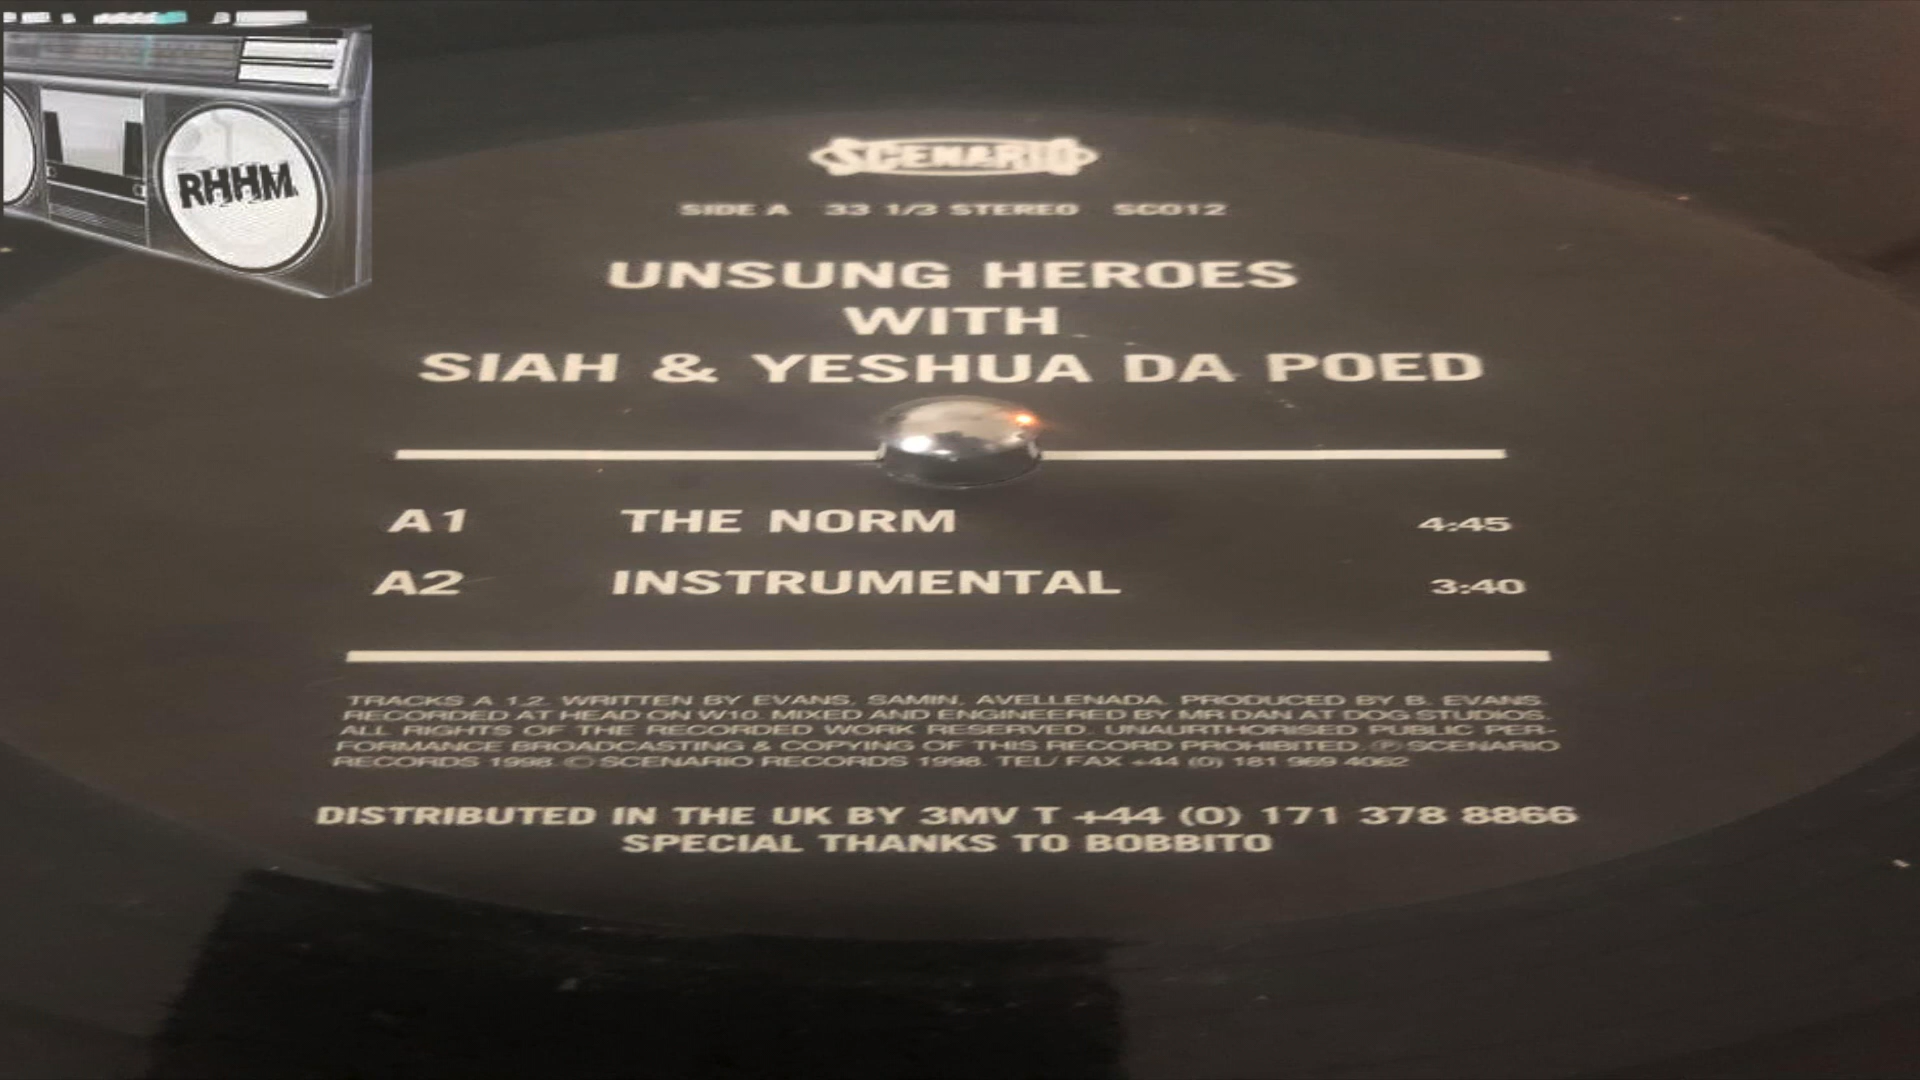 RHHM
SCENARIO
SIDE A 33 1/3 STEREO SC012
UNSUNG HEROES
WITH
SIAH & YESHUA DA POED
A1 THE NORM 4:45
A2 INSTRUMENTAL 3:40
TRACKS A 1,2. WRITTEN BY EVANS, SAMIN, AVELLENADA. PRODUCED BY B. EVANS.
RECORDED AT HEAD ON W10. MIXED AND ENGINEERED BY MR DAN AT DOG STUDIOS.
ALL RIGHTS OF THE RECORDED WORK RESERVED. UNAURTHORISED PUBLIC PER-
FORMANCE BROADCASTING & COPYING OF THIS RECORD PROHIBITED. ℗ SCENARIO
RECORDS 1998. © SCENARIO RECORDS 1998. TEL/ FAX +44 (0) 181 969 4062
DISTRIBUTED IN THE UK BY 3MV T +44 (0) 171 378 8866
SPECIAL THANKS TO BOBBITO